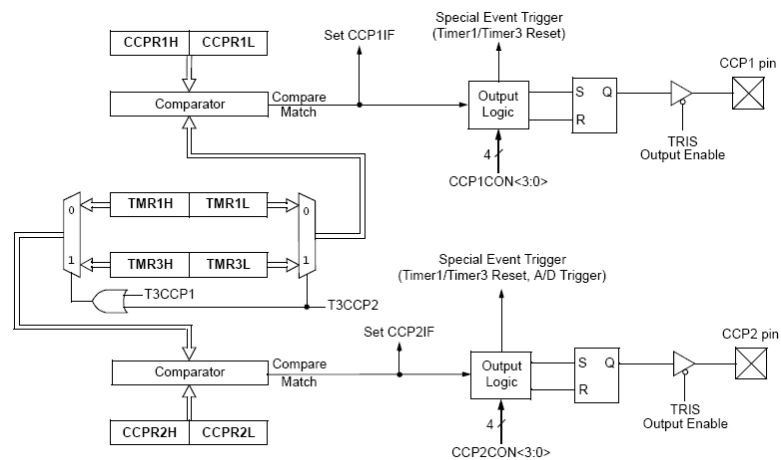 CCPR1H CCPR1L
Set CCP1IF
Special Event Trigger
(Timer1/Timer3 Reset)
CCP1 pin
Comparator
Compare
Match
Output
Logic
S Q
R
TRIS
Output Enable
4
CCP1CON<3:0>
0 TMR1H TMR1L 0
1 TMR3H TMR3L 1
T3CCP1
T3CCP2
Special Event Trigger
(Timer1/Timer3 Reset, A/D Trigger)
Set CCP2IF
CCP2 pin
Comparator
Compare
Match
Output
Logic
S Q
R
TRIS
Output Enable
CCPR2H CCPR2L
4
CCP2CON<3:0>